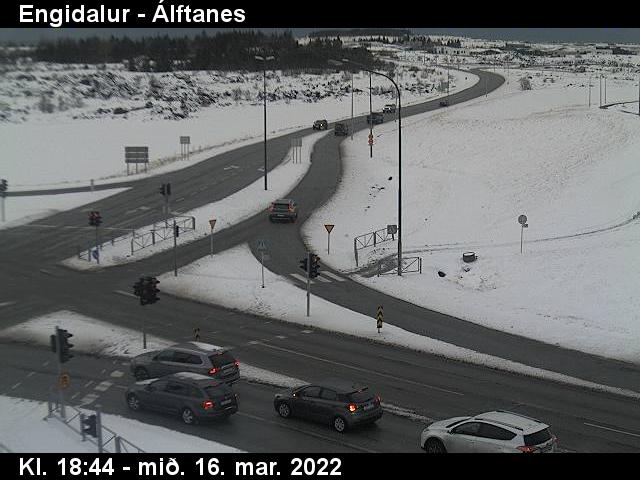 Engidalur - Álftanes
Kl. 18:44 - mið. 16. mar. 2022